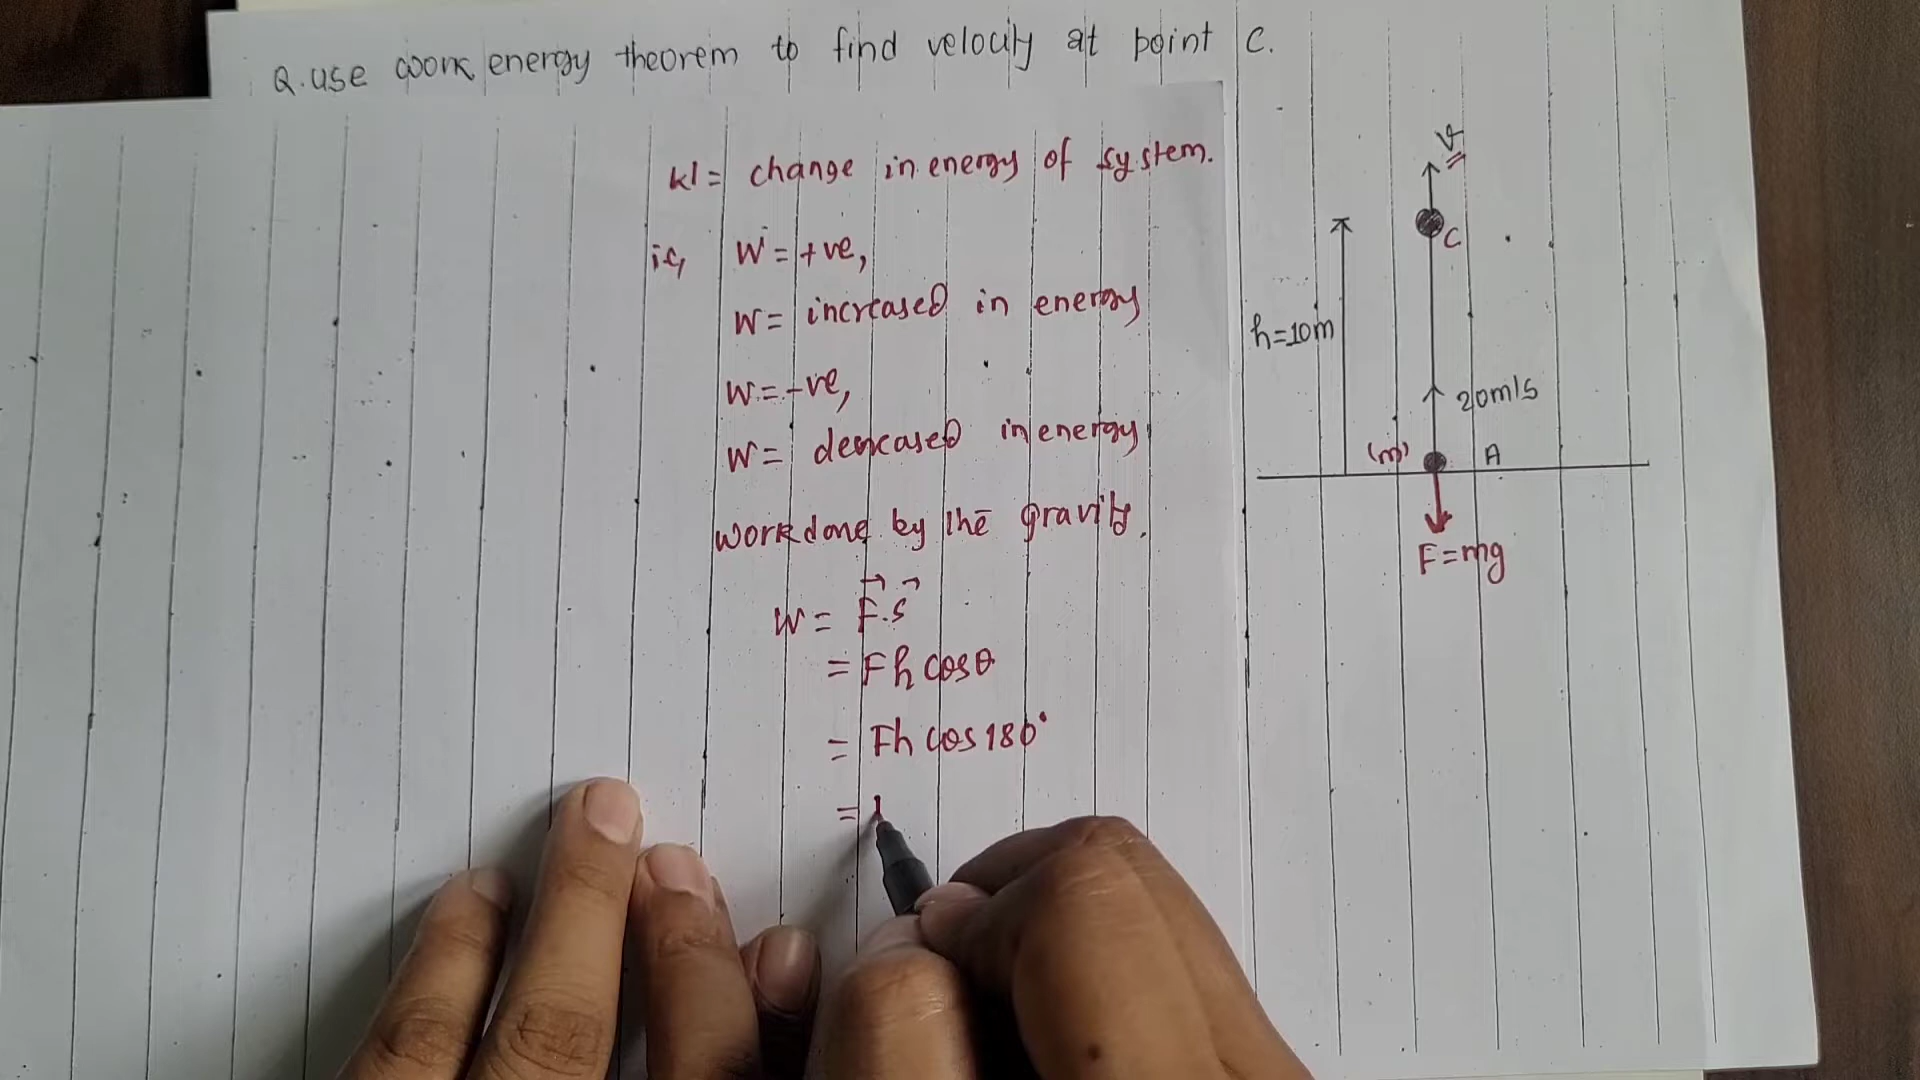 Q. use work energy theorem to find velocity at point C.
W = change in energy of system.
if, W = +ve,
W = increased in energy
W = -ve,
W = decreased in energy
workdone by the gravity.
W = F.s
= Fh cosθ
= Fh cos 180°
=
v
C
h=10m
20m/s
(m) A
F=mg